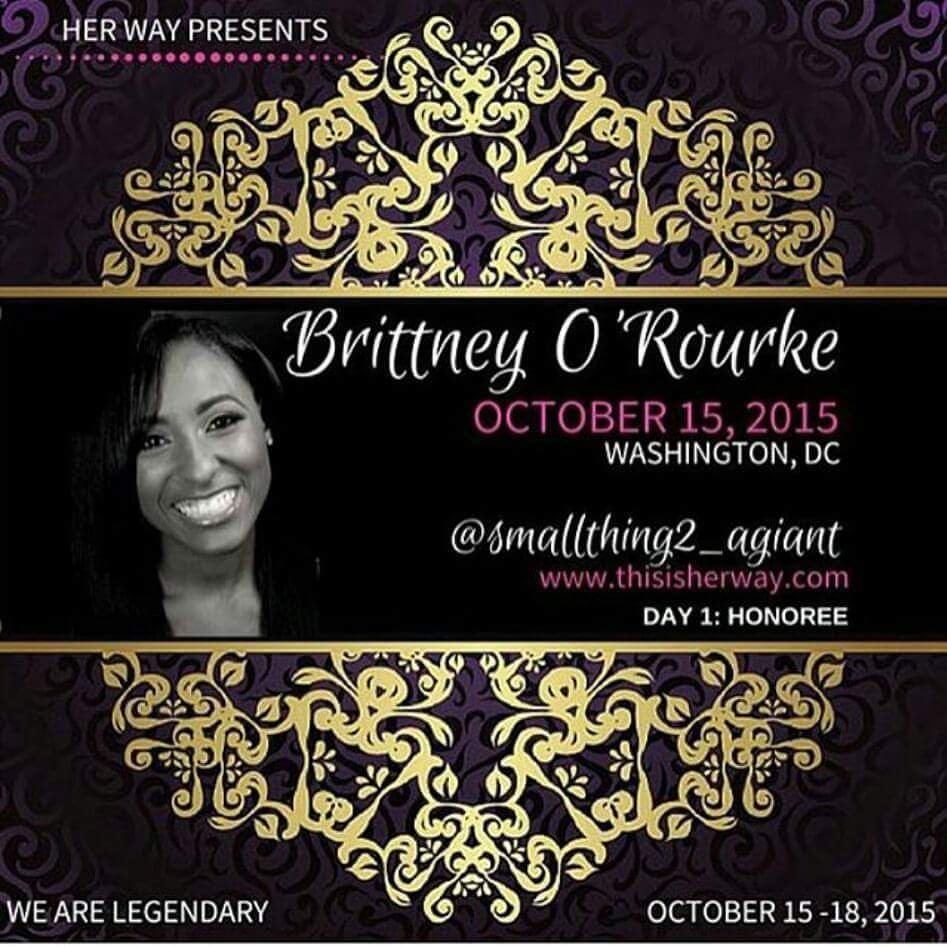 HER WAY PRESENTS
Brittney O'Rourke
OCTOBER 15, 2015
WASHINGTON, DC
@smallthing2_agiant
www.thisisherway.com
DAY 1: HONOREE
WE ARE LEGENDARY
OCTOBER 15 -18, 2015